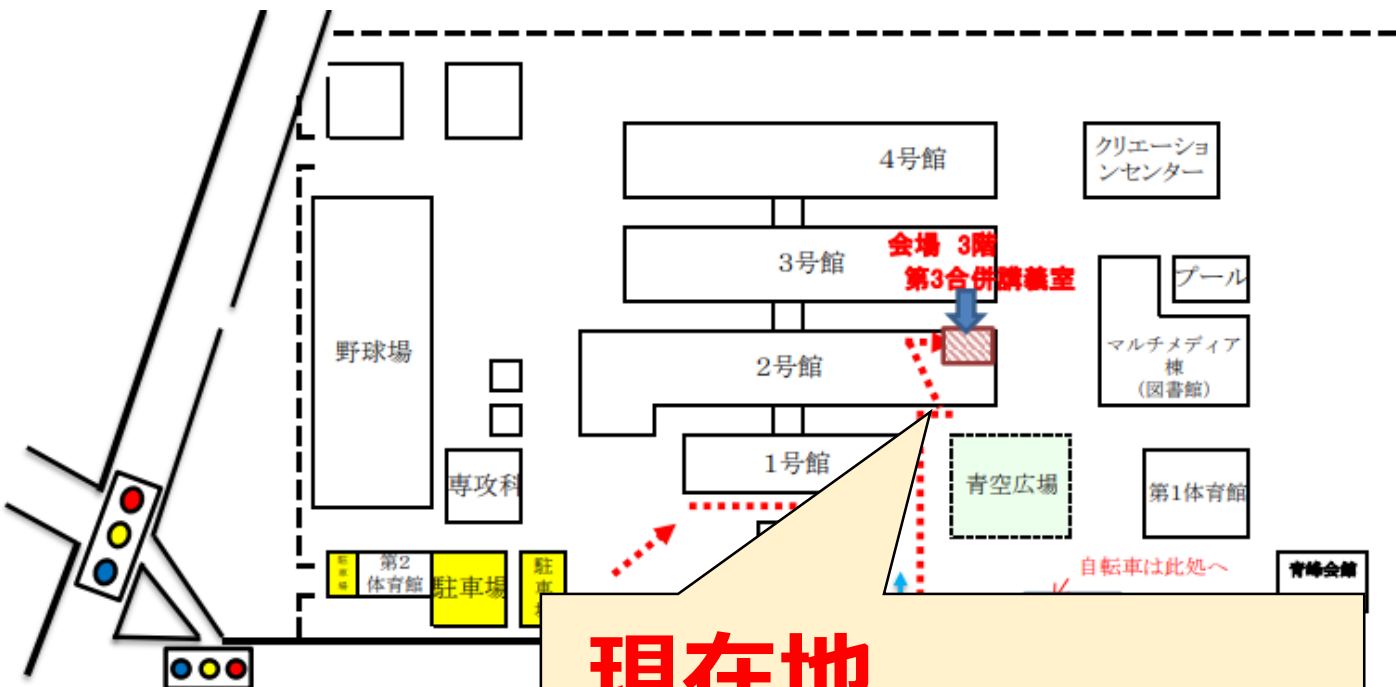 4号館
クリエーショ
ンセンター
会場 3階
第3合併講義室
3号館
プール
野球場
2号館
マルチメディア
棟
(図書館)
1号館
専攻科
青空広場
第1体育館
駐車場
第2
体育館
駐車場
駐
車
自転車は此処へ
青峰会館
現在地